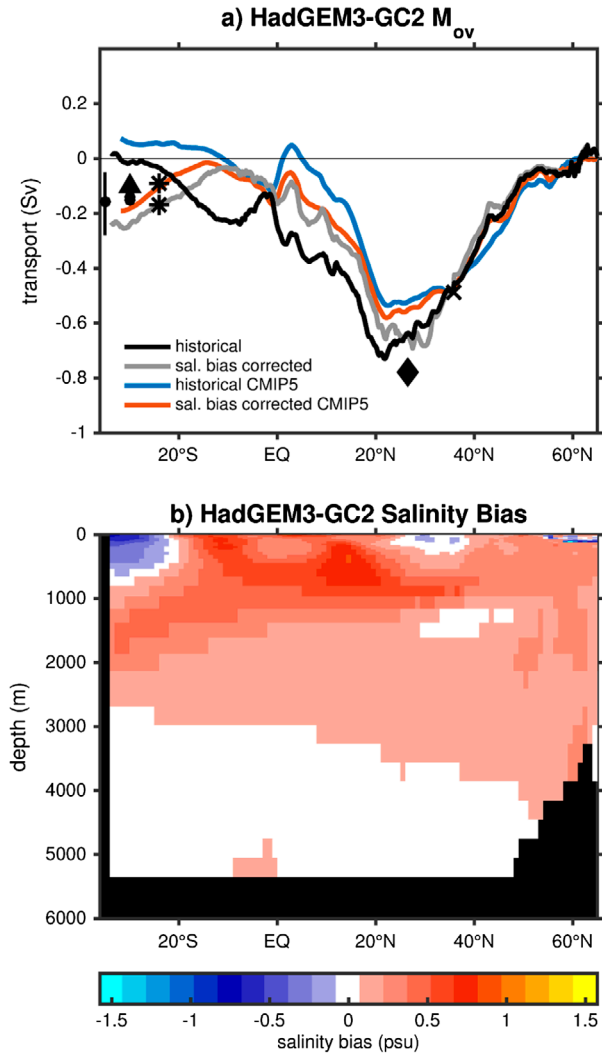 a) HadGEM3-GC2 Mov
transport (Sv)
0.2
0
-0.2
-0.4
-0.6
-0.8
-1
historical
sal. bias corrected
historical CMIP5
sal. bias corrected CMIP5
20°S EQ 20°N 40°N 60°N
b) HadGEM3-GC2 Salinity Bias
depth (m)
0
1000
2000
3000
4000
5000
6000
20°S EQ 20°N 40°N 60°N
-1.5 -1 -0.5 0 0.5 1 1.5
salinity bias (psu)